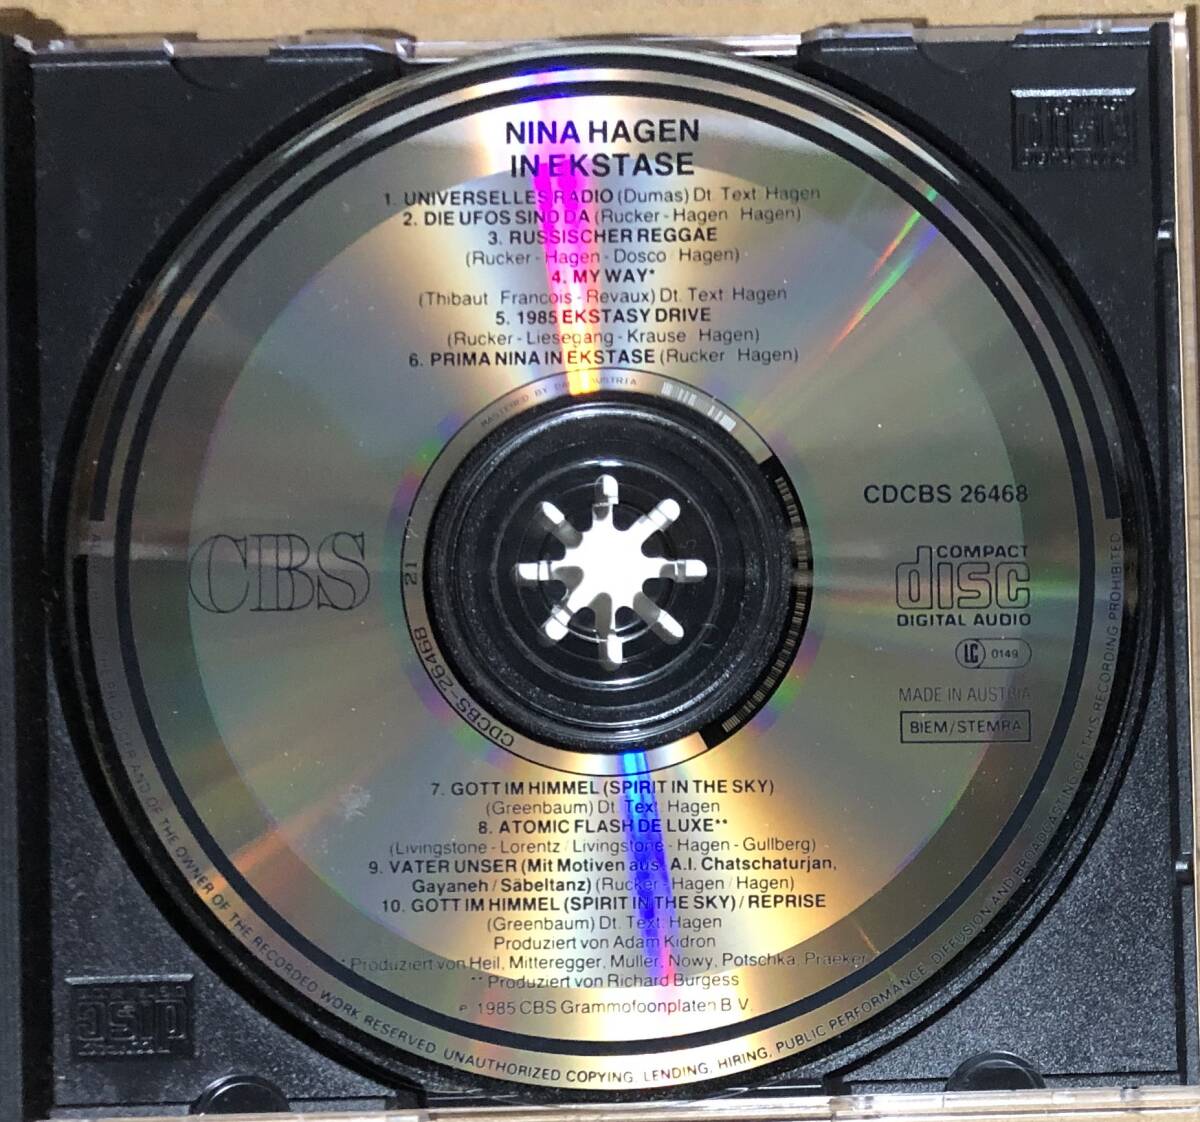 NINA HAGEN
IN EKSTASE
1. UNIVERSELLES RADIO (Dumas) Dt. Text: Hagen
2. DIE UFOS SIND DA (Rucker - Hagen Hagen)
3. RUSSISCHER REGGAE
(Rucker - Hagen - Dosco Hagen)
4. MY WAY*
(Thibaut Francois - Revaux) Dt. Text Hagen
5. 1985 EKSTASY DRIVE
(Rucker - Liesegang - Krause Hagen)
6. PRIMA NINA IN EKSTASE (Rucker Hagen)
MASTERED BY AUSTRIA
CDCBS 26468
CBS
COMPACT
disc
DIGITAL AUDIO
LC 0149
MADE IN AUSTRIA
BIEM/STEMRA
CDCBS-26468 21
7. GOTT IM HIMMEL (SPIRIT IN THE SKY)
(Greenbaum) Dt. Text: Hagen
8. ATOMIC FLASH DE LUXE**
(Livingstone - Lorentz/Livingstone - Hagen - Gullberg)
9. VATER UNSER (Mit Motiven aus: A.I. Chatschaturjan,
Gayaneh/Säbeltanz) (Rucker - Hagen/Hagen)
10. GOTT IM HIMMEL (SPIRIT IN THE SKY)/REPRISE
(Greenbaum) Dt. Text: Hagen
Produziert von Adam Kidron
*Produziert von Heil, Mitteregger, Muller, Nowy, Potschka, Praeker
**Produziert von Richard Burgess
℗ 1985 CBS Grammofoonplaten B.V.
AND OF THE OWNER OF THE RECORDED WORK RESERVED. UNAUTHORIZED COPYING, LENDING, HIRING, PUBLIC PERFORMANCE, DIFFUSION AND BROADCASTING OF THIS RECORDING PROHIBITED
disc
disc